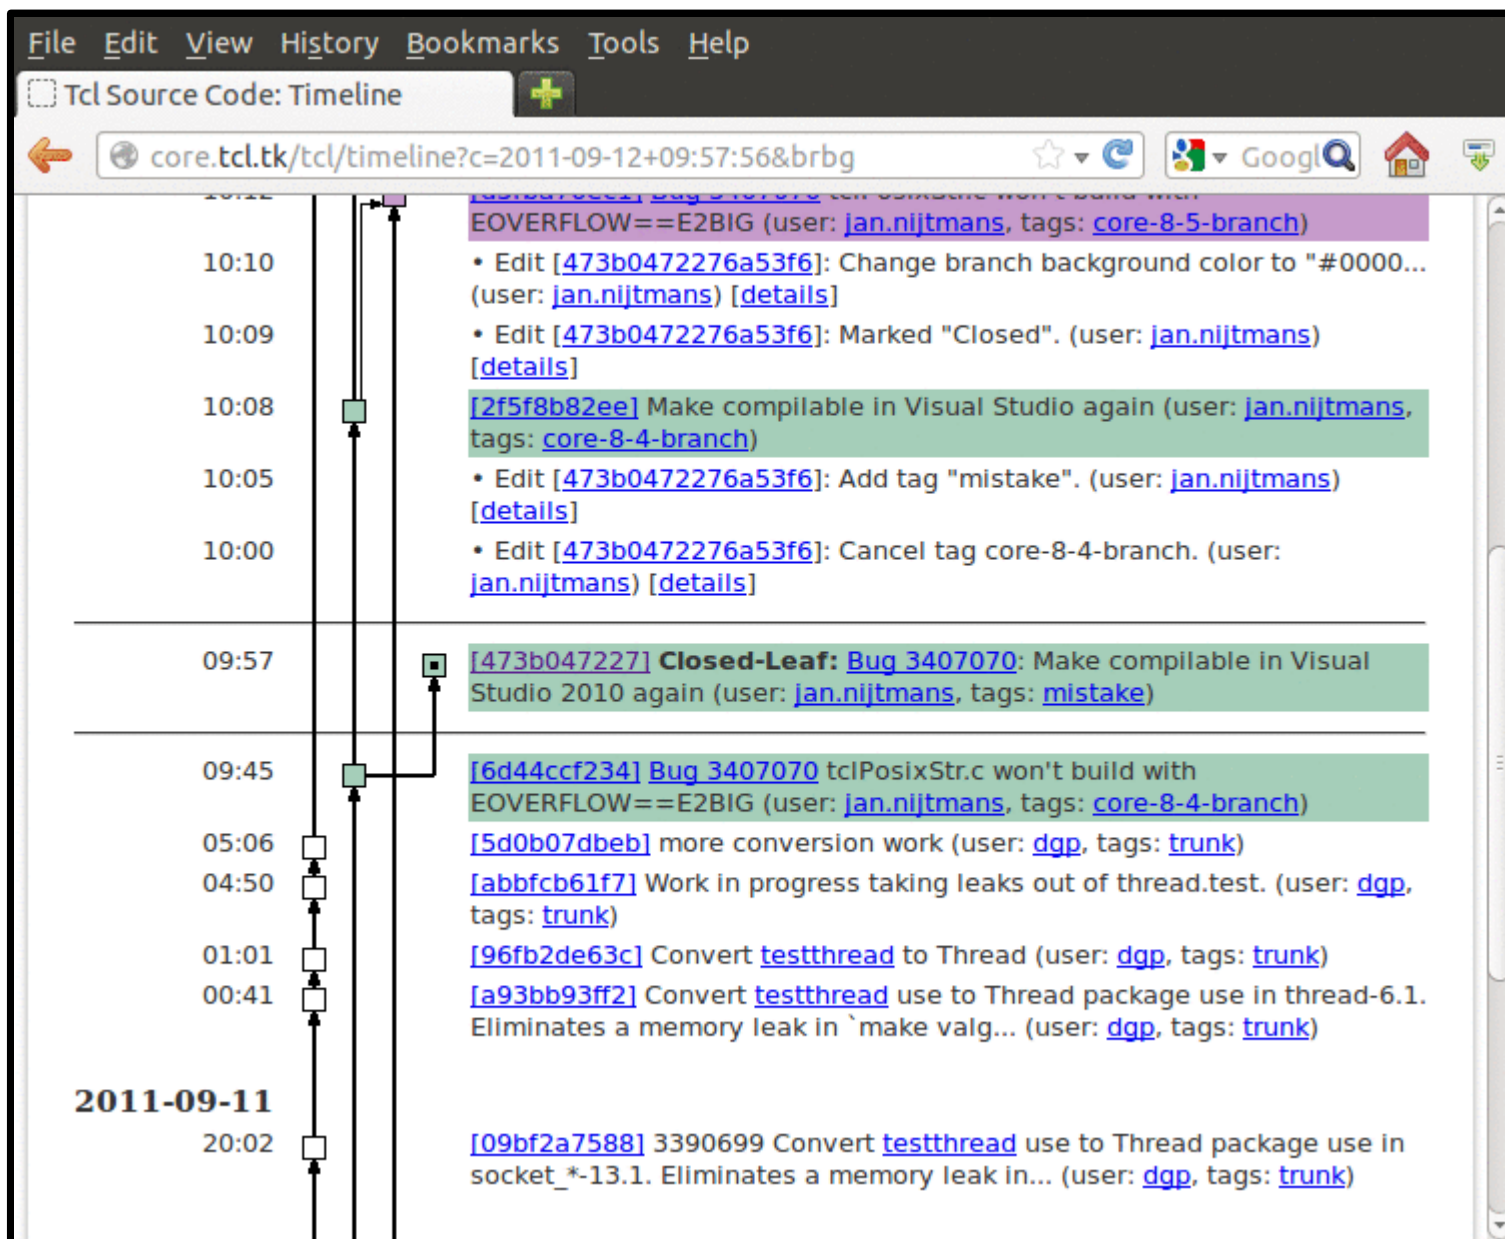 File Edit View History Bookmarks Tools Help
Tcl Source Code: Timeline
core.tcl.tk/tcl/timeline?c=2011-09-12+09:57:56&brbg
Googl
EOVERFLOW==E2BIG (user: jan.nijtmans, tags: core-8-5-branch)
10:10 • Edit [473b0472276a53f6]: Change branch background color to "#0000...
(user: jan.nijtmans) [details]
10:09 • Edit [473b0472276a53f6]: Marked "Closed". (user: jan.nijtmans)
[details]
10:08 [2f5f8b82ee] Make compilable in Visual Studio again (user: jan.nijtmans,
tags: core-8-4-branch)
10:05 • Edit [473b0472276a53f6]: Add tag "mistake". (user: jan.nijtmans)
[details]
10:00 • Edit [473b0472276a53f6]: Cancel tag core-8-4-branch. (user:
jan.nijtmans) [details]
09:57 [473b047227] Closed-Leaf: Bug 3407070: Make compilable in Visual
Studio 2010 again (user: jan.nijtmans, tags: mistake)
09:45 [6d44ccf234] Bug 3407070 tclPosixStr.c won't build with
EOVERFLOW==E2BIG (user: jan.nijtmans, tags: core-8-4-branch)
05:06 [5d0b07dbeb] more conversion work (user: dgp, tags: trunk)
04:50 [abbfcb61f7] Work in progress taking leaks out of thread.test. (user: dgp,
tags: trunk)
01:01 [96fb2de63c] Convert testthread to Thread (user: dgp, tags: trunk)
00:41 [a93bb93ff2] Convert testthread use to Thread package use in thread-6.1.
Eliminates a memory leak in `make valg... (user: dgp, tags: trunk)
2011-09-11
20:02 [09bf2a7588] 3390699 Convert testthread use to Thread package use in
socket_*-13.1. Eliminates a memory leak in... (user: dgp, tags: trunk)